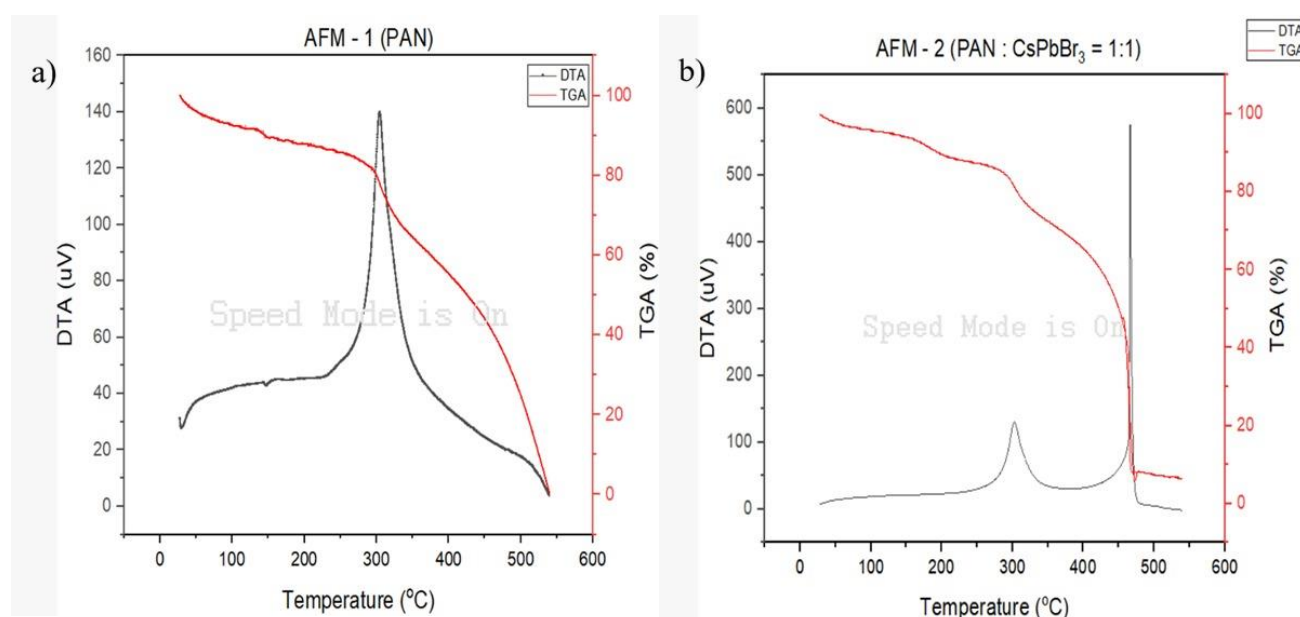 a)
AFM - 1 (PAN)
DTA
TGA
160
140
120
100
80
60
40
20
0
DTA (uV)
100
80
60
40
20
0
TGA (%)
0 100 200 300 400 500 600
Temperature (°C)
Speed Mode is On
b)
AFM - 2 (PAN : CsPbBr₃ = 1:1)
DTA
TGA
600
500
400
300
200
100
0
DTA (uV)
100
80
60
40
20
0
TGA (%)
0 100 200 300 400 500 600
Temperature (°C)
Speed Mode is On